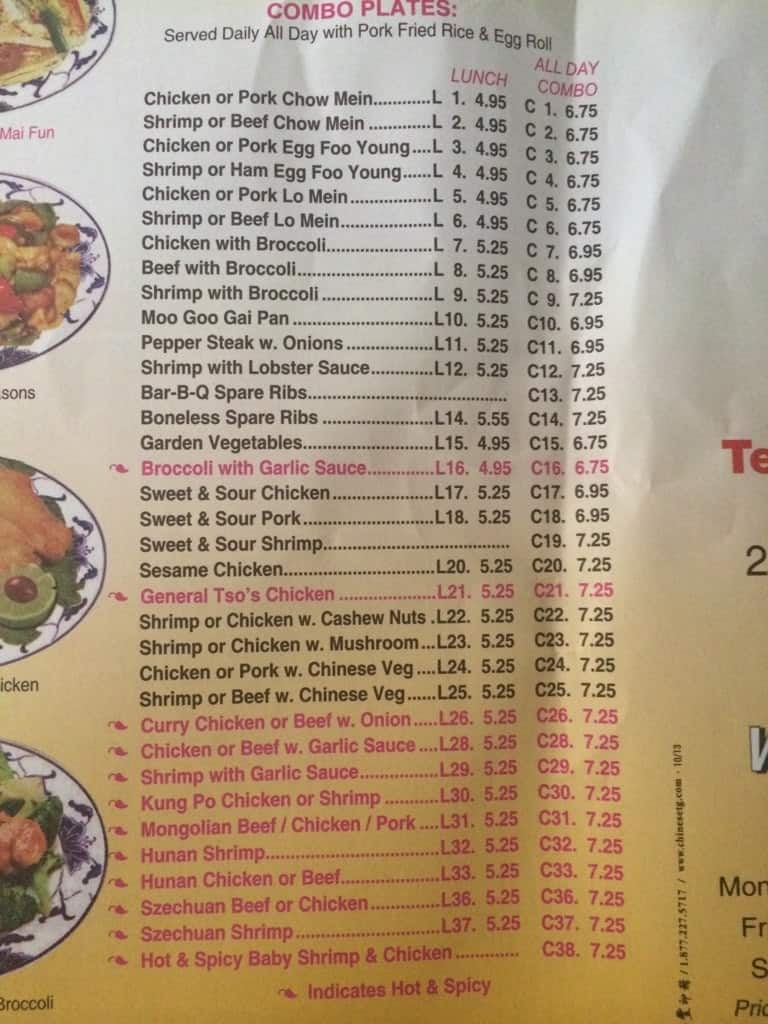 COMBO PLATES:
Served Daily All Day with Pork Fried Rice & Egg Roll
LUNCH ALL DAY COMBO
Chicken or Pork Chow Mein............L 1. 4.95 C 1. 6.75
Shrimp or Beef Chow Mein .............L 2. 4.95 C 2. 6.75
Chicken or Pork Egg Foo Young....L 3. 4.95 C 3. 6.75
Shrimp or Ham Egg Foo Young......L 4. 4.95 C 4. 6.75
Chicken or Pork Lo Mein................L 5. 4.95 C 5. 6.75
Shrimp or Beef Lo Mein..................L 6. 4.95 C 6. 6.75
Chicken with Broccoli.....................L 7. 5.25 C 7. 6.95
Beef with Broccoli...........................L 8. 5.25 C 8. 6.95
Shrimp with Broccoli ......................L 9. 5.25 C 9. 7.25
Moo Goo Gai Pan ............................L10. 5.25 C10. 6.95
Pepper Steak w. Onions .................L11. 5.25 C11. 6.95
Shrimp with Lobster Sauce............L12. 5.25 C12. 7.25
Bar-B-Q Spare Ribs.......................................... C13. 7.25
Boneless Spare Ribs .......................L14. 5.55 C14. 7.25
Garden Vegetables..........................L15. 4.95 C15. 6.75
Broccoli with Garlic Sauce.............L16. 4.95 C16. 6.75
Sweet & Sour Chicken ....................L17. 5.25 C17. 6.95
Sweet & Sour Pork..........................L18. 5.25 C18. 6.95
Sweet & Sour Shrimp....................................... C19. 7.25
Sesame Chicken..............................L20. 5.25 C20. 7.25
General Tso's Chicken ...................L21. 5.25 C21. 7.25
Shrimp or Chicken w. Cashew Nuts .L22. 5.25 C22. 7.25
Shrimp or Chicken w. Mushroom...L23. 5.25 C23. 7.25
Chicken or Pork w. Chinese Veg ....L24. 5.25 C24. 7.25
Shrimp or Beef w. Chinese Veg......L25. 5.25 C25. 7.25
Curry Chicken or Beef w. Onion.....L26. 5.25 C26. 7.25
Chicken or Beef w. Garlic Sauce ....L28. 5.25 C28. 7.25
Shrimp with Garlic Sauce................L29. 5.25 C29. 7.25
Kung Po Chicken or Shrimp ...........L30. 5.25 C30. 7.25
Mongolian Beef / Chicken / Pork ....L31. 5.25 C31. 7.25
Hunan Shrimp...................................L32. 5.25 C32. 7.25
Hunan Chicken or Beef....................L33. 5.25 C33. 7.25
Szechuan Beef or Chicken..............L36. 5.25 C36. 7.25
Szechuan Shrimp.............................L37. 5.25 C37. 7.25
Hot & Spicy Baby Shrimp & Chicken ............. C38. 7.25
Indicates Hot & Spicy
Mai Fun
sons
icken
Broccoli
Te
2
W
Mon
Fr
S
Pric
/ 1.877.227.5717 / www.chinesetg.com · 10/13